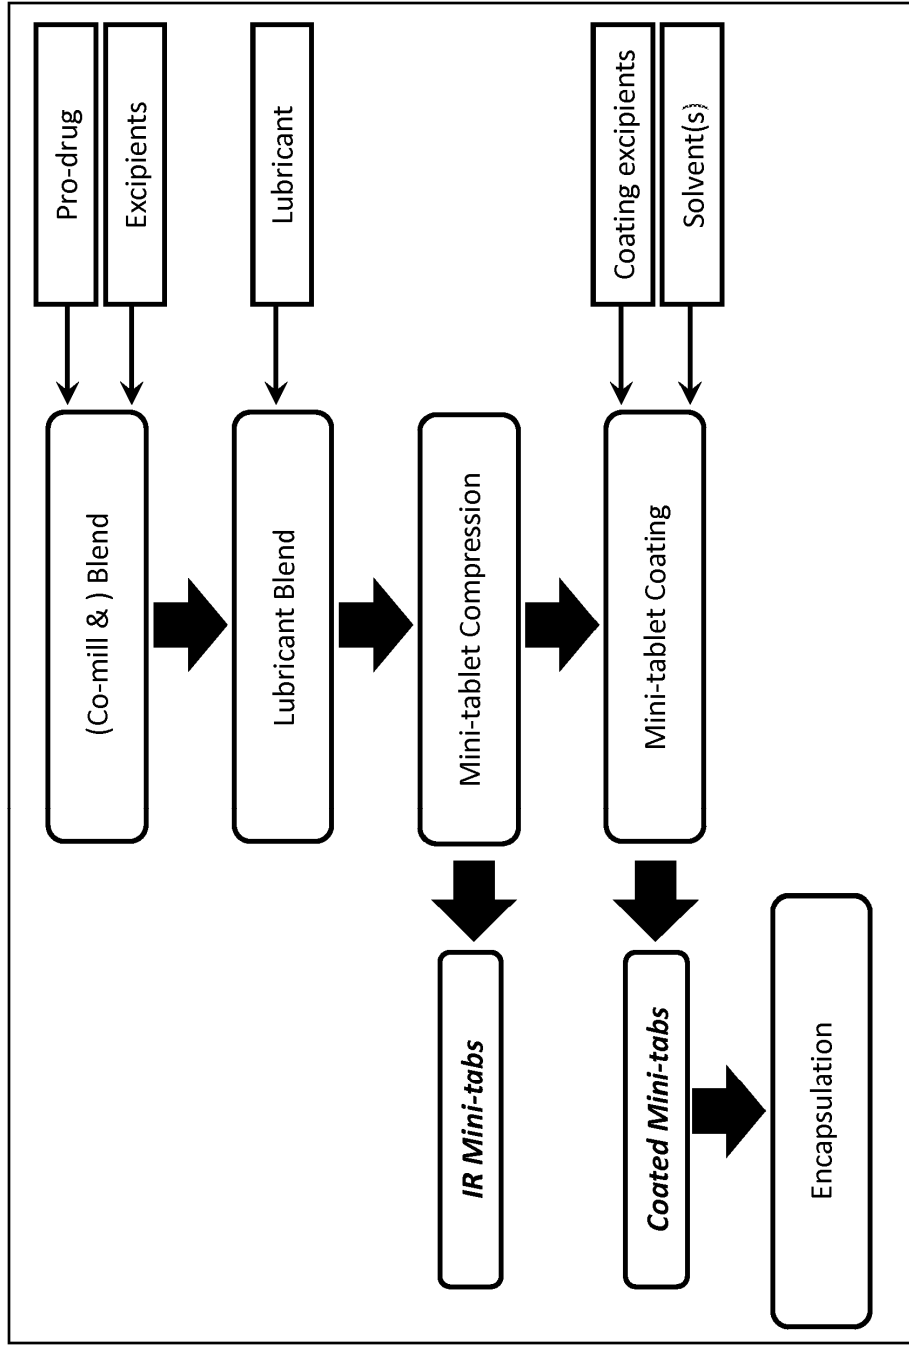 Pro-drug
Excipients
(Co-mill & ) Blend
Lubricant
Lubricant Blend
Mini-tablet Compression
IR Mini-tabs
Coating excipients
Solvent(s)
Mini-tablet Coating
Coated Mini-tabs
Encapsulation